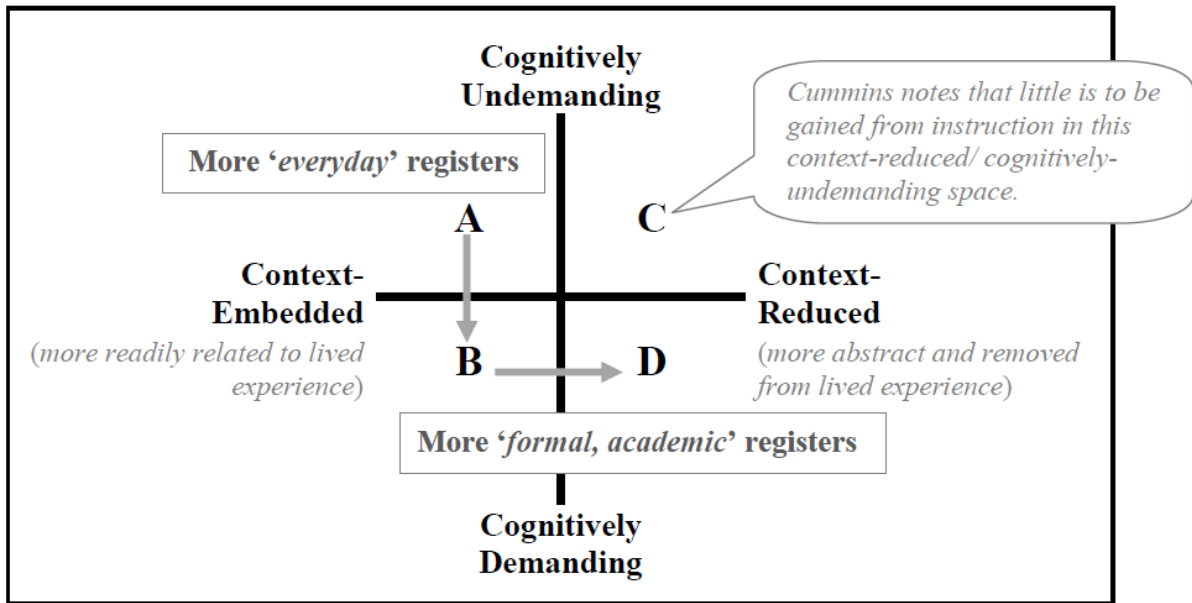 Cognitively
Undemanding
Cummins notes that little is to be
gained from instruction in this
context-reduced/ cognitively-
undemanding space.
More ‘everyday’ registers
A
C
Context-
Embedded
(more readily related to lived
experience)
Context-
Reduced
(more abstract and removed
from lived experience)
B
D
More ‘formal, academic’ registers
Cognitively
Demanding